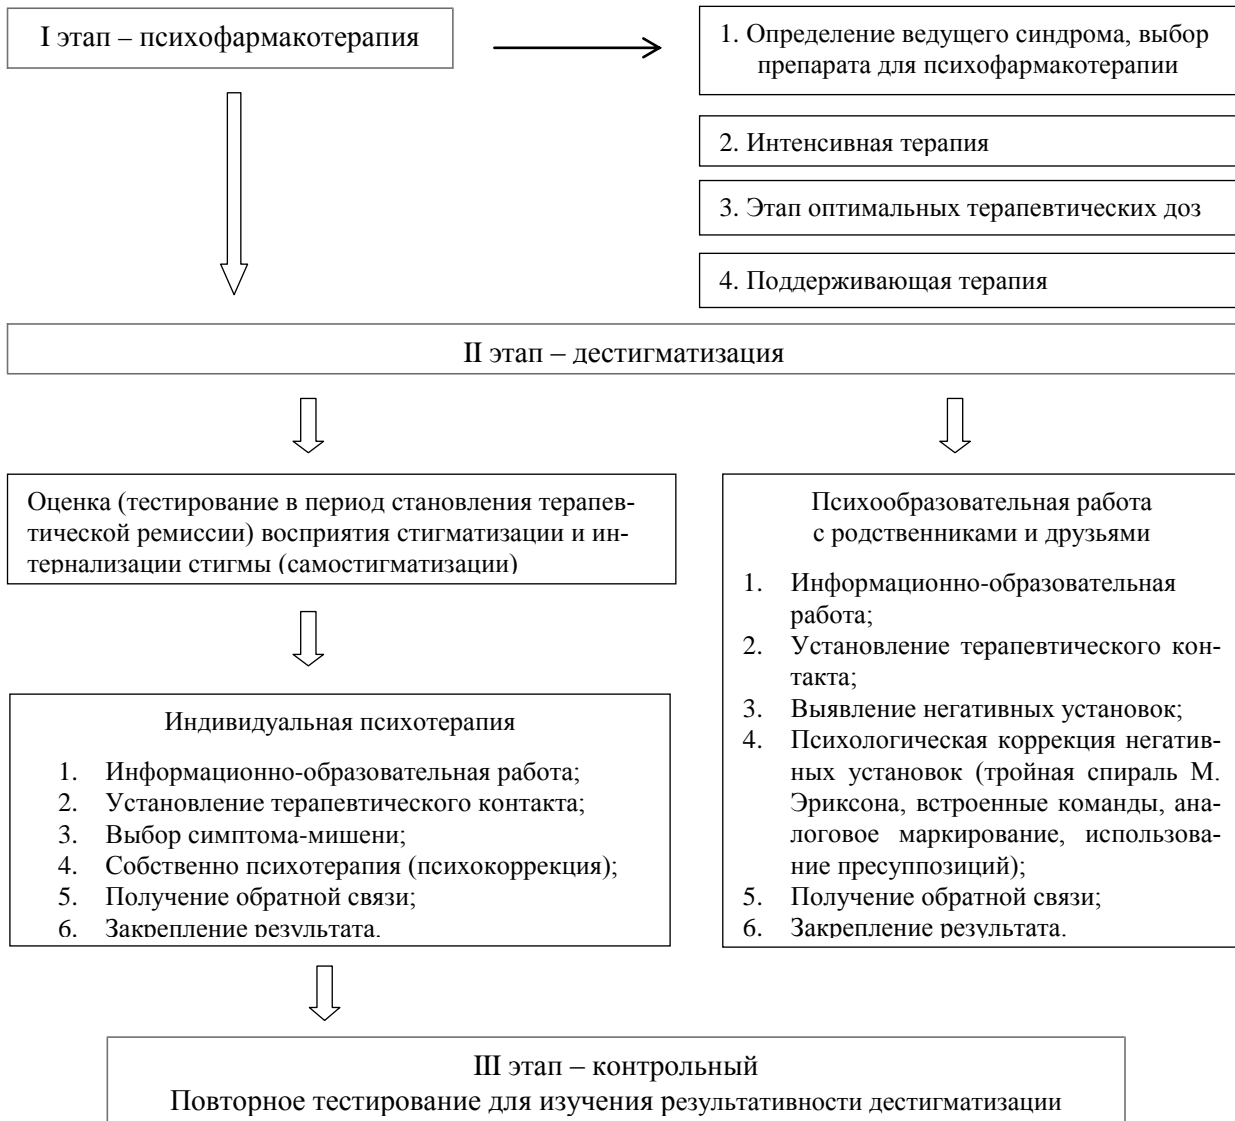 I этап – психофармакотерапия
1. Определение ведущего синдрома, выбор
препарата для психофармакотерапии
2. Интенсивная терапия
3. Этап оптимальных терапевтических доз
4. Поддерживающая терапия
II этап – дестигматизация
Оценка (тестирование в период становления терапев-
тической ремиссии) восприятия стигматизации и ин-
тернализации стигмы (самостигматизации)
Индивидуальная психотерапия
1. Информационно-образовательная работа;
2. Установление терапевтического контакта;
3. Выбор симптома-мишени;
4. Собственно психотерапия (психокоррекция);
5. Получение обратной связи;
6. Закрепление результата.
Психообразовательная работа
с родственниками и друзьями
1. Информационно-образовательная
работа;
2. Установление терапевтического кон-
такта;
3. Выявление негативных установок;
4. Психологическая коррекция негатив-
ных установок (тройная спираль М.
Эриксона, встроенные команды, ана-
логовое маркирование, использова-
ние пресуппозиций);
5. Получение обратной связи;
6. Закрепление результата.
III этап – контрольный
Повторное тестирование для изучения результативности дестигматизации